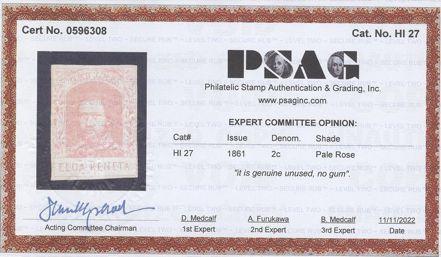 Cert No. 0596308
Cat. No. HI 27
PSAG
Philatelic Stamp Authentication & Grading, Inc.
www.psaginc.com
EXPERT COMMITTEE OPINION:
Cat# Issue Denom. Shade
HI 27 1861 2c Pale Rose
"it is genuine unused, no gum".
ELUA KENETA
D. Medcalf A. Furukawa B. Medcalf 11/11/2022
Acting Committee Chairman 1st Expert 2nd Expert 3rd Expert Date